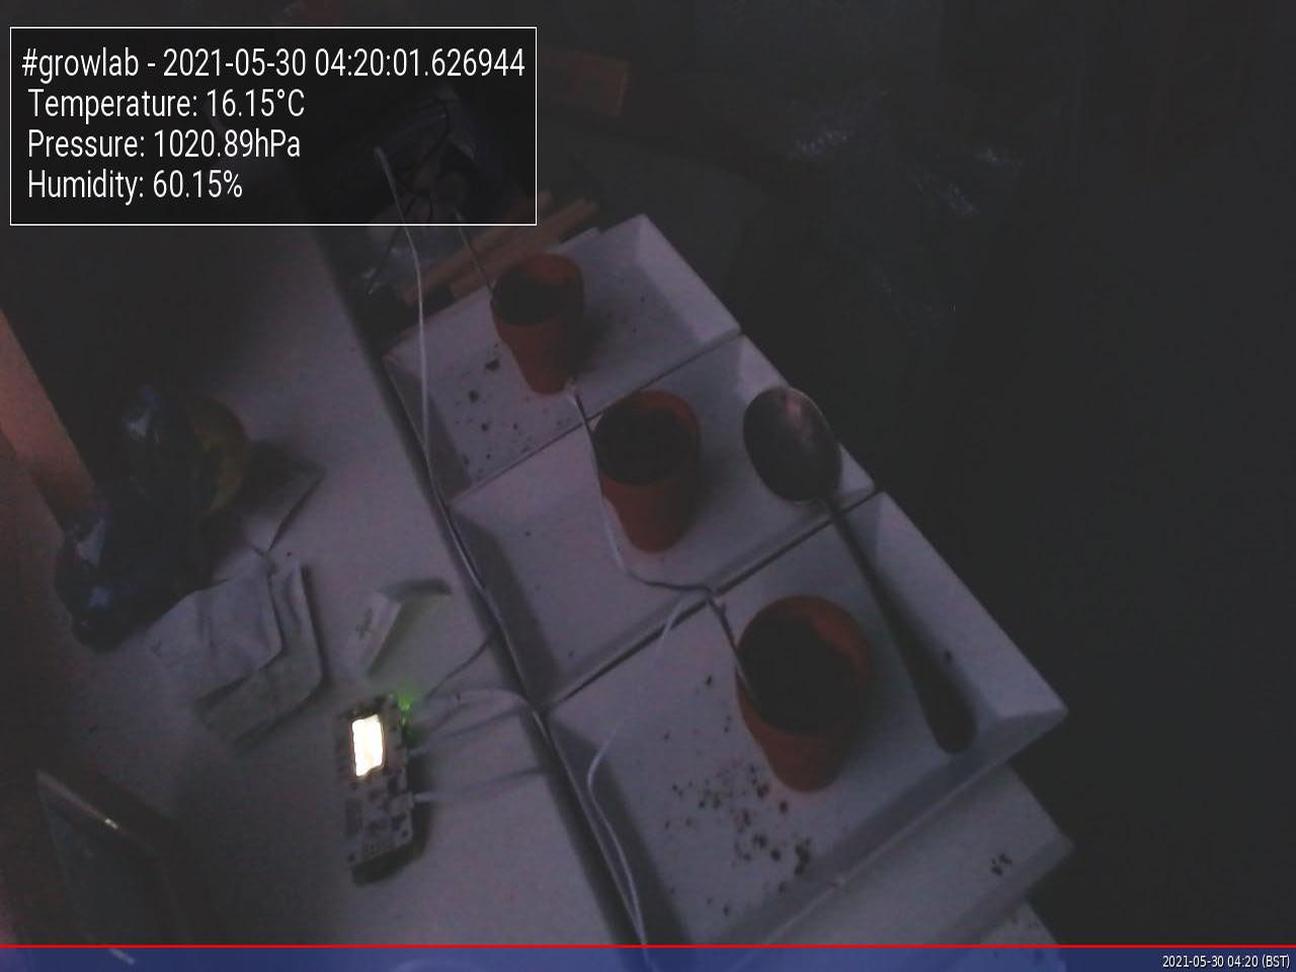 #growlab - 2021-05-30 04:20:01.626944
Temperature: 16.15°C
Pressure: 1020.89hPa
Humidity: 60.15%
2021-05-30 04:20 (BST)